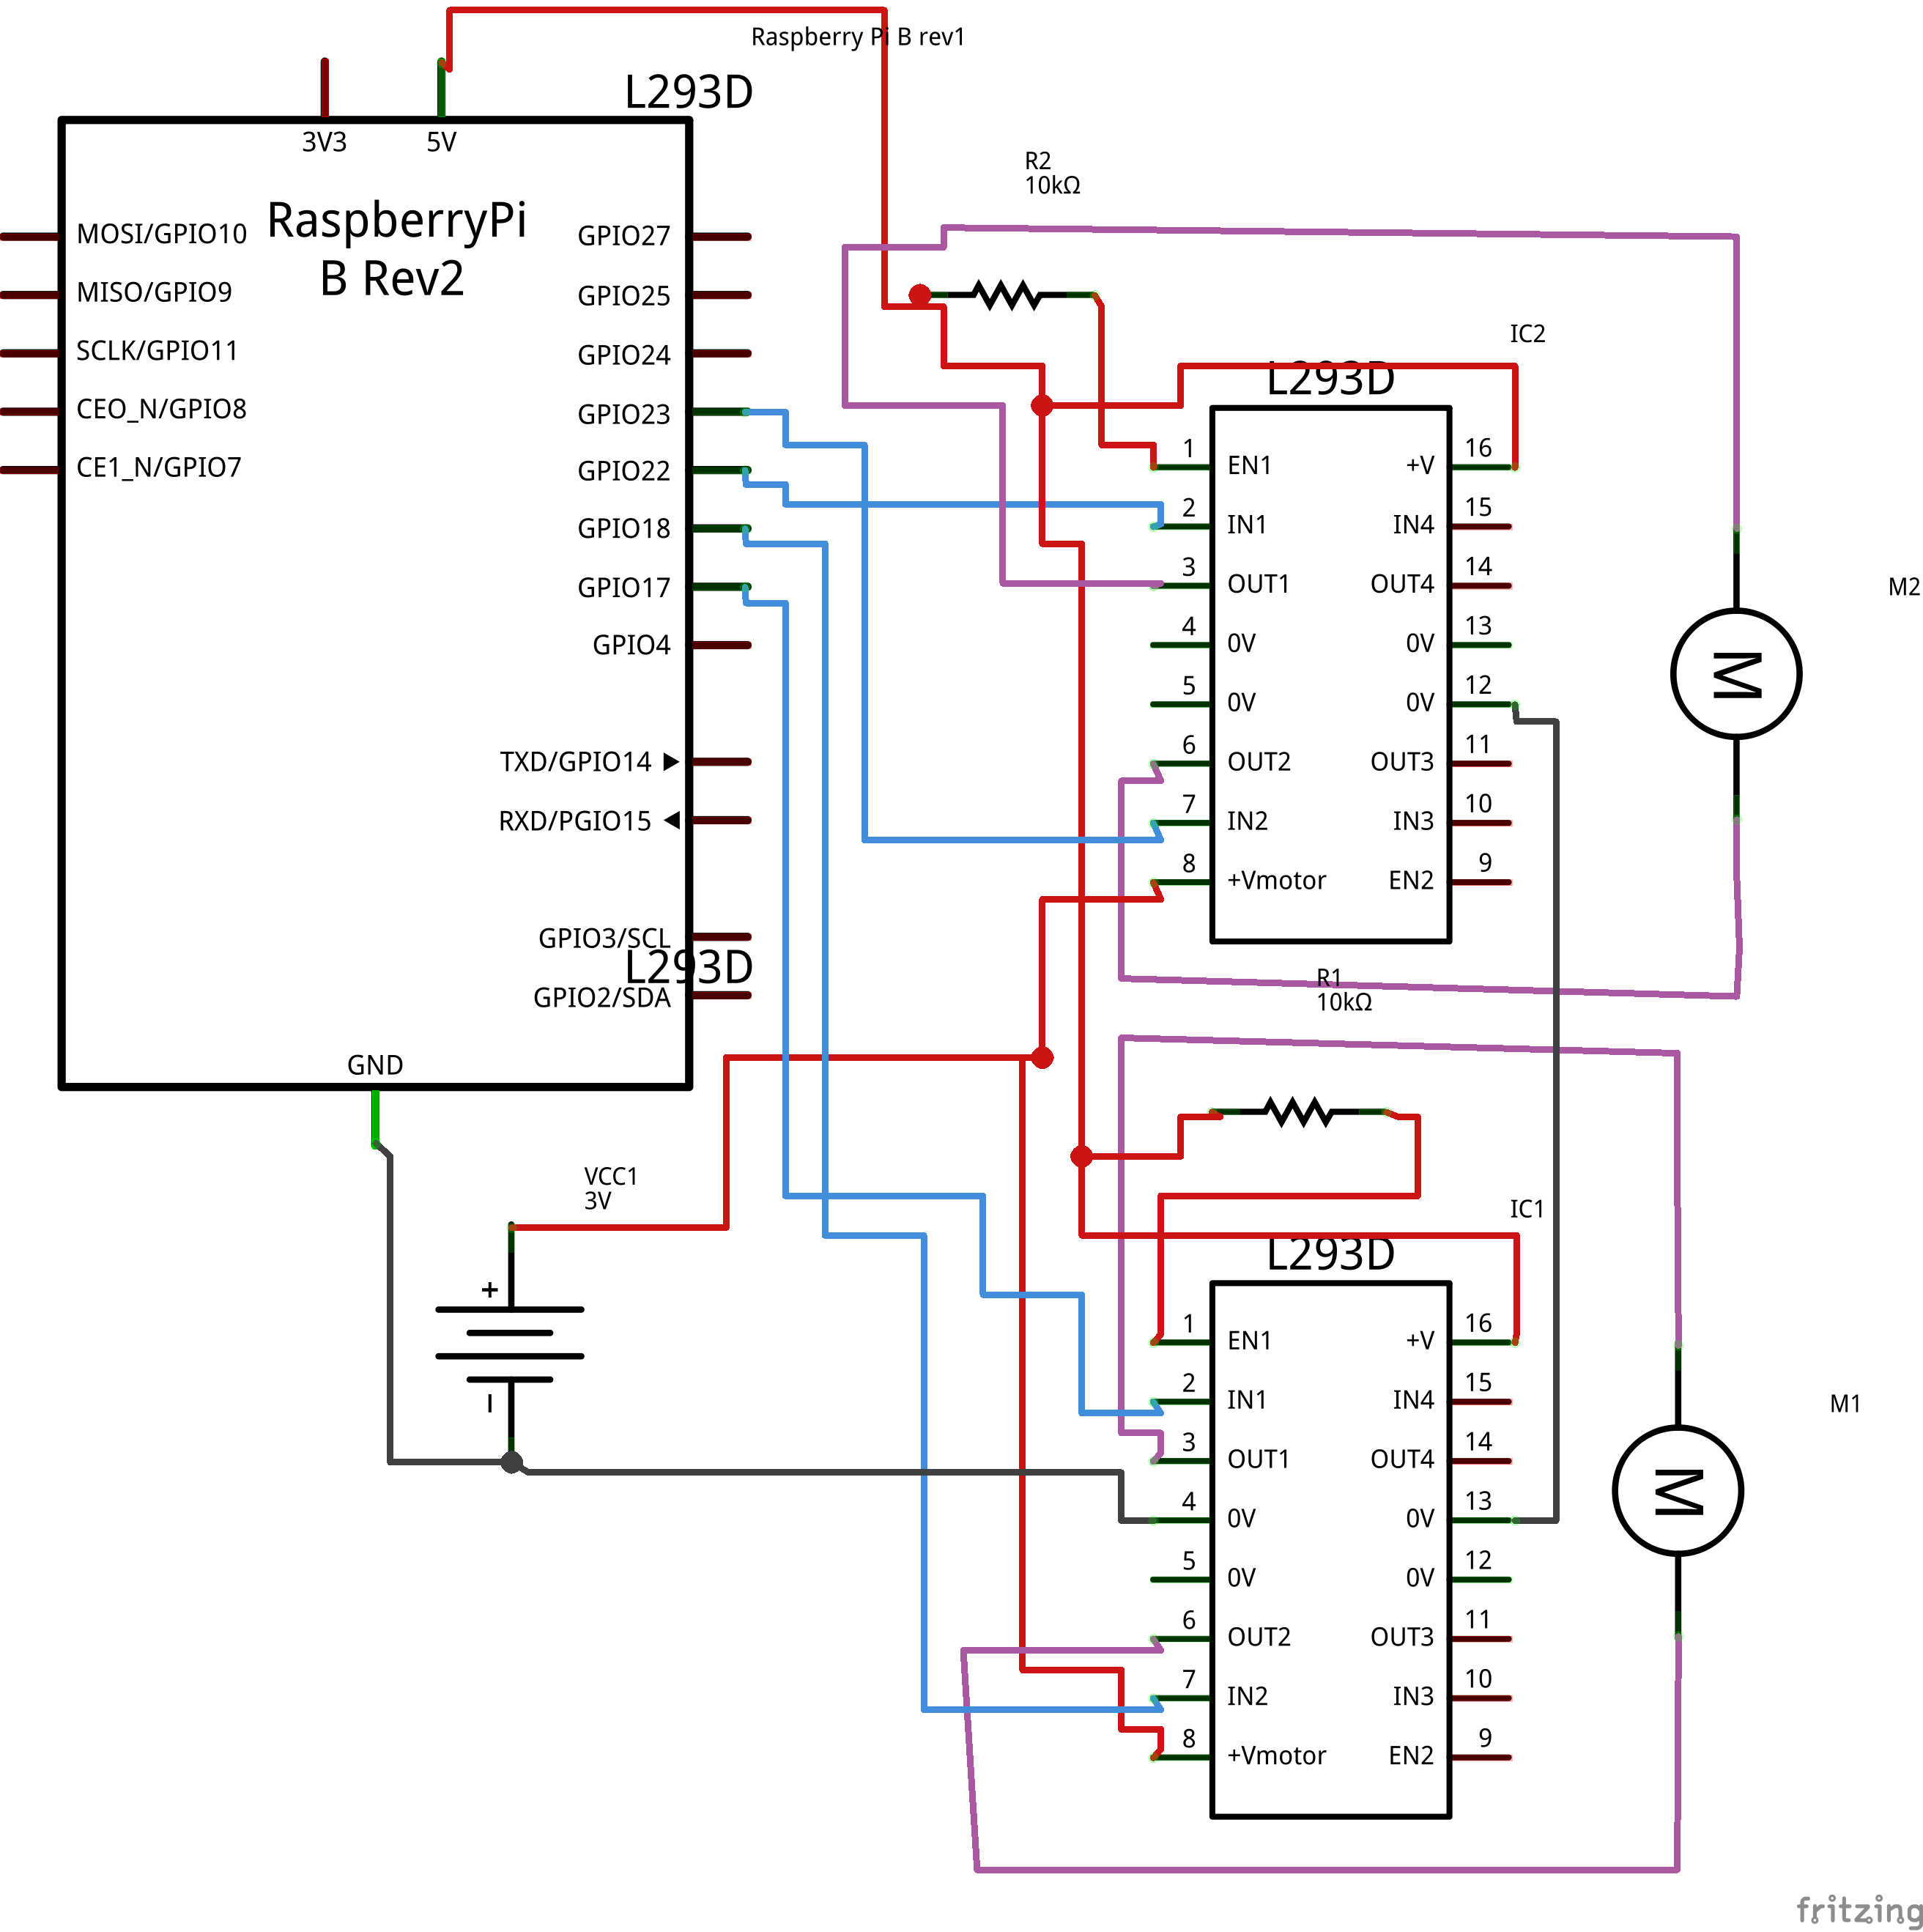 Raspberry Pi B rev1
L293D
3V3
5V
RaspberryPi
B Rev2
MOSI/GPIO10
MISO/GPIO9
SCLK/GPIO11
CEO_N/GPIO8
CE1_N/GPIO7
GPIO27
GPIO25
GPIO24
GPIO23
GPIO22
GPIO18
GPIO17
GPIO4
TXD/GPIO14
RXD/PGIO15
GPIO3/SCL
L293D
GPIO2/SDA
GND
R2
10kΩ
IC2
L293D
1 EN1 +V 16
2 IN1 IN4 15
3 OUT1 OUT4 14
4 0V 0V 13
5 0V 0V 12
6 OUT2 OUT3 11
7 IN2 IN3 10
8 +Vmotor EN2 9
M2
M
R1
10kΩ
VCC1
3V
+
–
IC1
L293D
1 EN1 +V 16
2 IN1 IN4 15
3 OUT1 OUT4 14
4 0V 0V 13
5 0V 0V 12
6 OUT2 OUT3 11
7 IN2 IN3 10
8 +Vmotor EN2 9
M1
M
fritzing